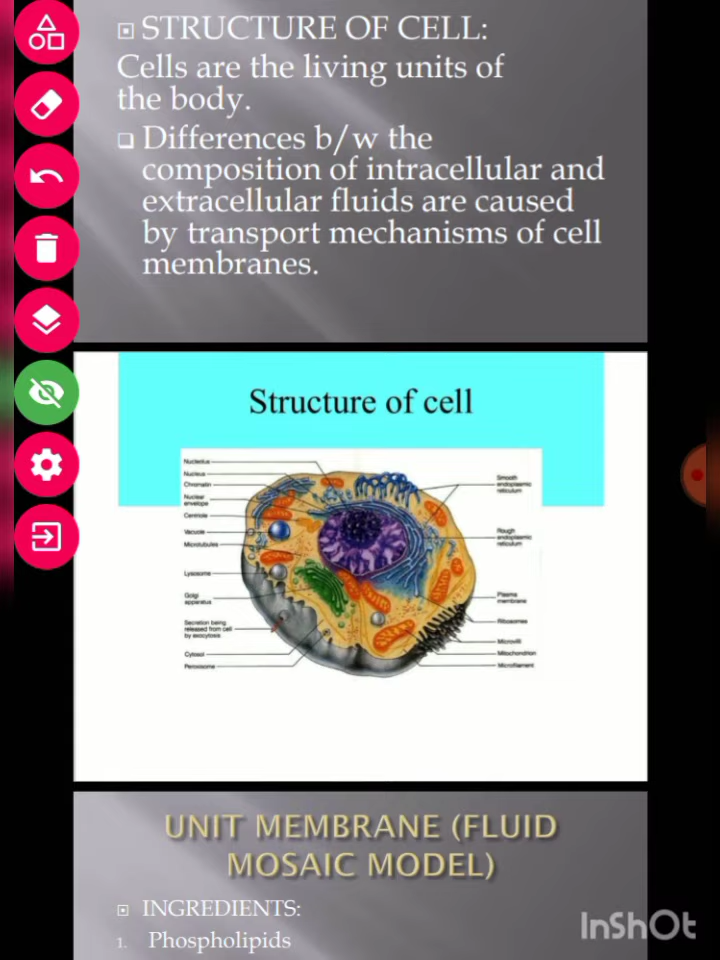 STRUCTURE OF CELL:
Cells are the living units of
the body.
Differences b/w the
composition of intracellular and
extracellular fluids are caused
by transport mechanisms of cell
membranes.
Structure of cell
Nucleolus
Nucleus
Chromatin
Nuclear
envelope
Centriole
Vacuole
Microtubules
Lysosome
Golgi
apparatus
Secretion being
released from cell
by exocytosis
Cytosol
Peroxisome
Smooth
endoplasmic
reticulum
Rough
endoplasmic
reticulum
Plasma
membrane
Ribosomes
Microvilli
Mitochondrion
Microfilament
UNIT MEMBRANE (FLUID
MOSAIC MODEL)
INGREDIENTS:
1. Phospholipids
InShOt